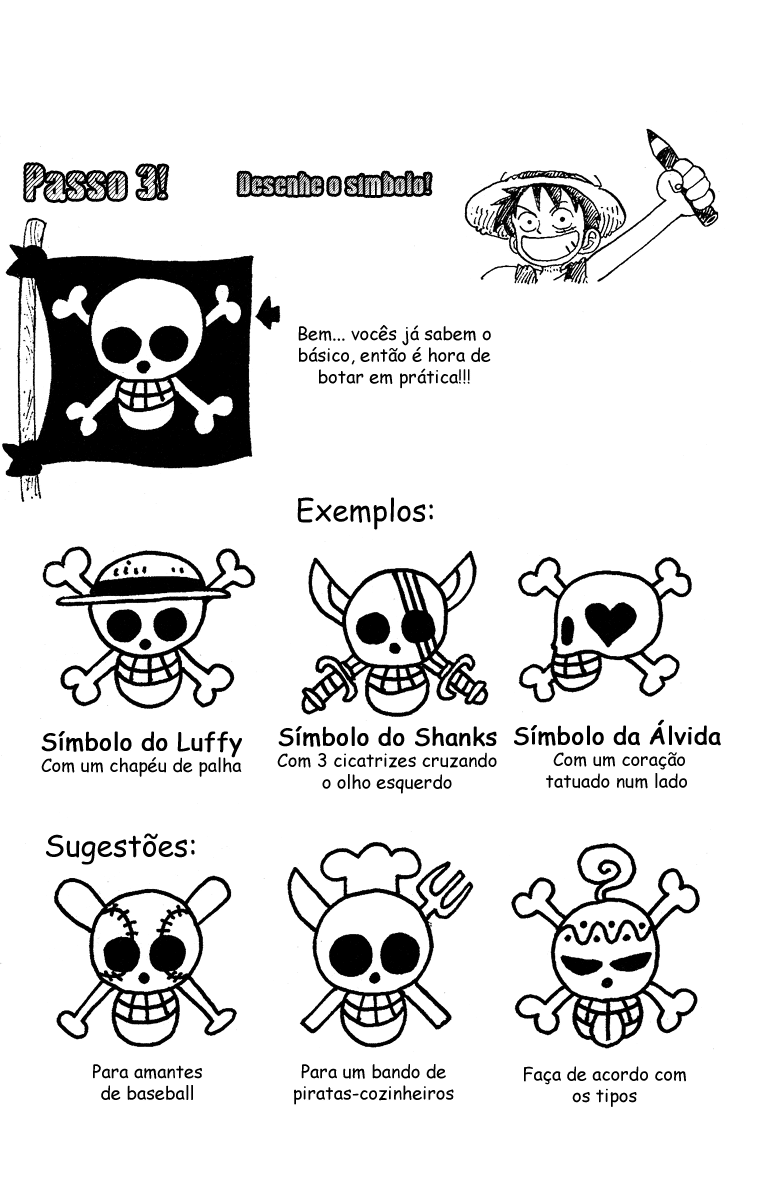 Passo 3!
Desenhe o símbolo!
Bem... vocês já sabem o
básico, então é hora de
botar em prática!!!
Exemplos:
Símbolo do Luffy
Com um chapéu de palha
Símbolo do Shanks
Com 3 cicatrizes cruzando
o olho esquerdo
Símbolo da Álvida
Com um coração
tatuado num lado
Sugestões:
Para amantes
de baseball
Para um bando de
piratas-cozinheiros
Faça de acordo com
os tipos